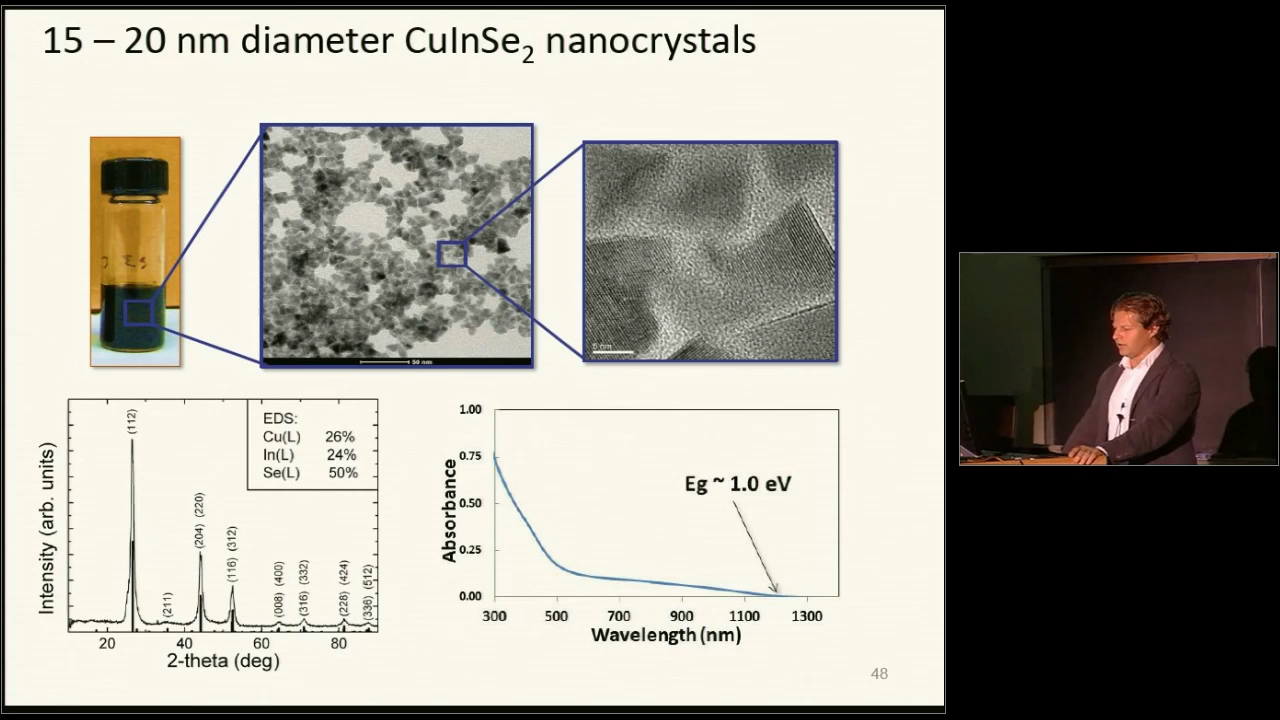 15 – 20 nm diameter CuInSe2 nanocrystals
50 nm
5 nm
EDS:
Cu(L) 26%
In(L) 24%
Se(L) 50%
Intensity (arb. units)
(112)
(211)
(204) (220)
(116) (312)
(008) (400)
(316) (332)
(228) (424)
(336) (512)
20 40 60 80
2-theta (deg)
Absorbance
1.00
0.75
0.50
0.25
0.00
Eg ~ 1.0 eV
300 500 700 900 1100 1300
Wavelength (nm)
48